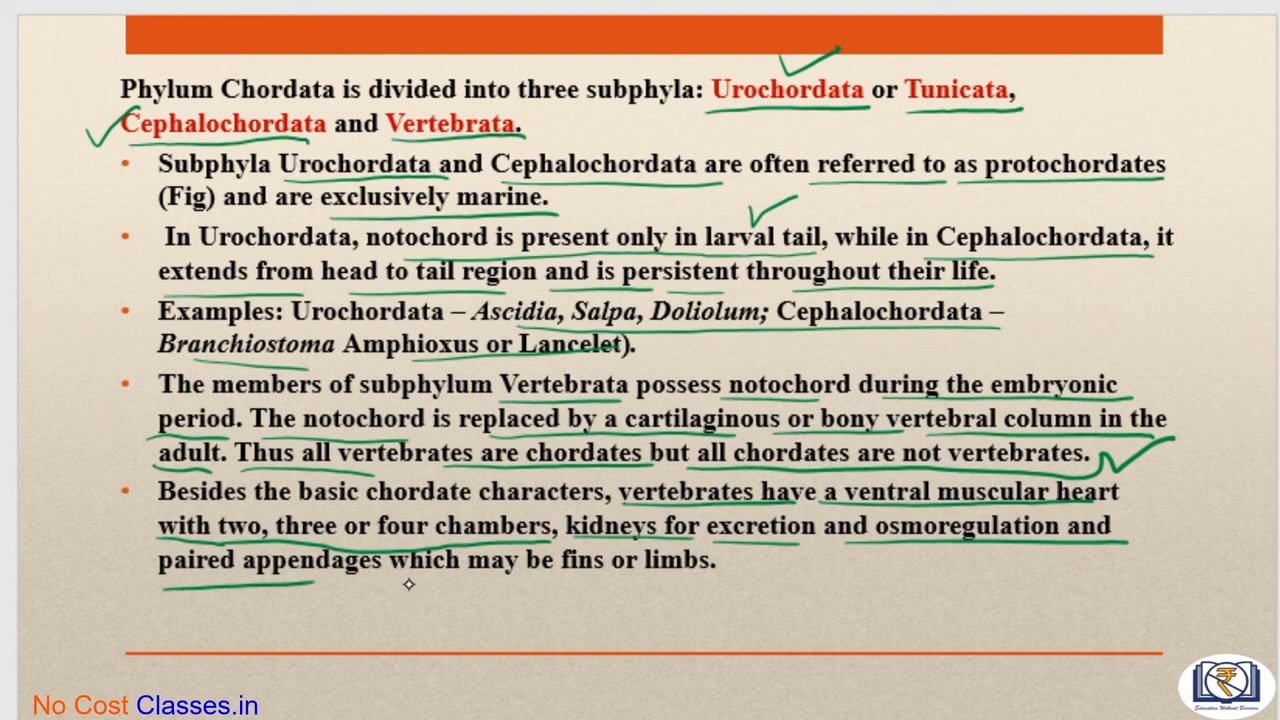 Phylum Chordata is divided into three subphyla: Urochordata or Tunicata,
Cephalochordata and Vertebrata.
• Subphyla Urochordata and Cephalochordata are often referred to as protochordates
(Fig) and are exclusively marine.
• In Urochordata, notochord is present only in larval tail, while in Cephalochordata, it
extends from head to tail region and is persistent throughout their life.
• Examples: Urochordata – Ascidia, Salpa, Doliolum; Cephalochordata –
Branchiostoma Amphioxus or Lancelet).
• The members of subphylum Vertebrata possess notochord during the embryonic
period. The notochord is replaced by a cartilaginous or bony vertebral column in the
adult. Thus all vertebrates are chordates but all chordates are not vertebrates.
• Besides the basic chordate characters, vertebrates have a ventral muscular heart
with two, three or four chambers, kidneys for excretion and osmoregulation and
paired appendages which may be fins or limbs.
No Cost Classes.in
Education Without Barriers